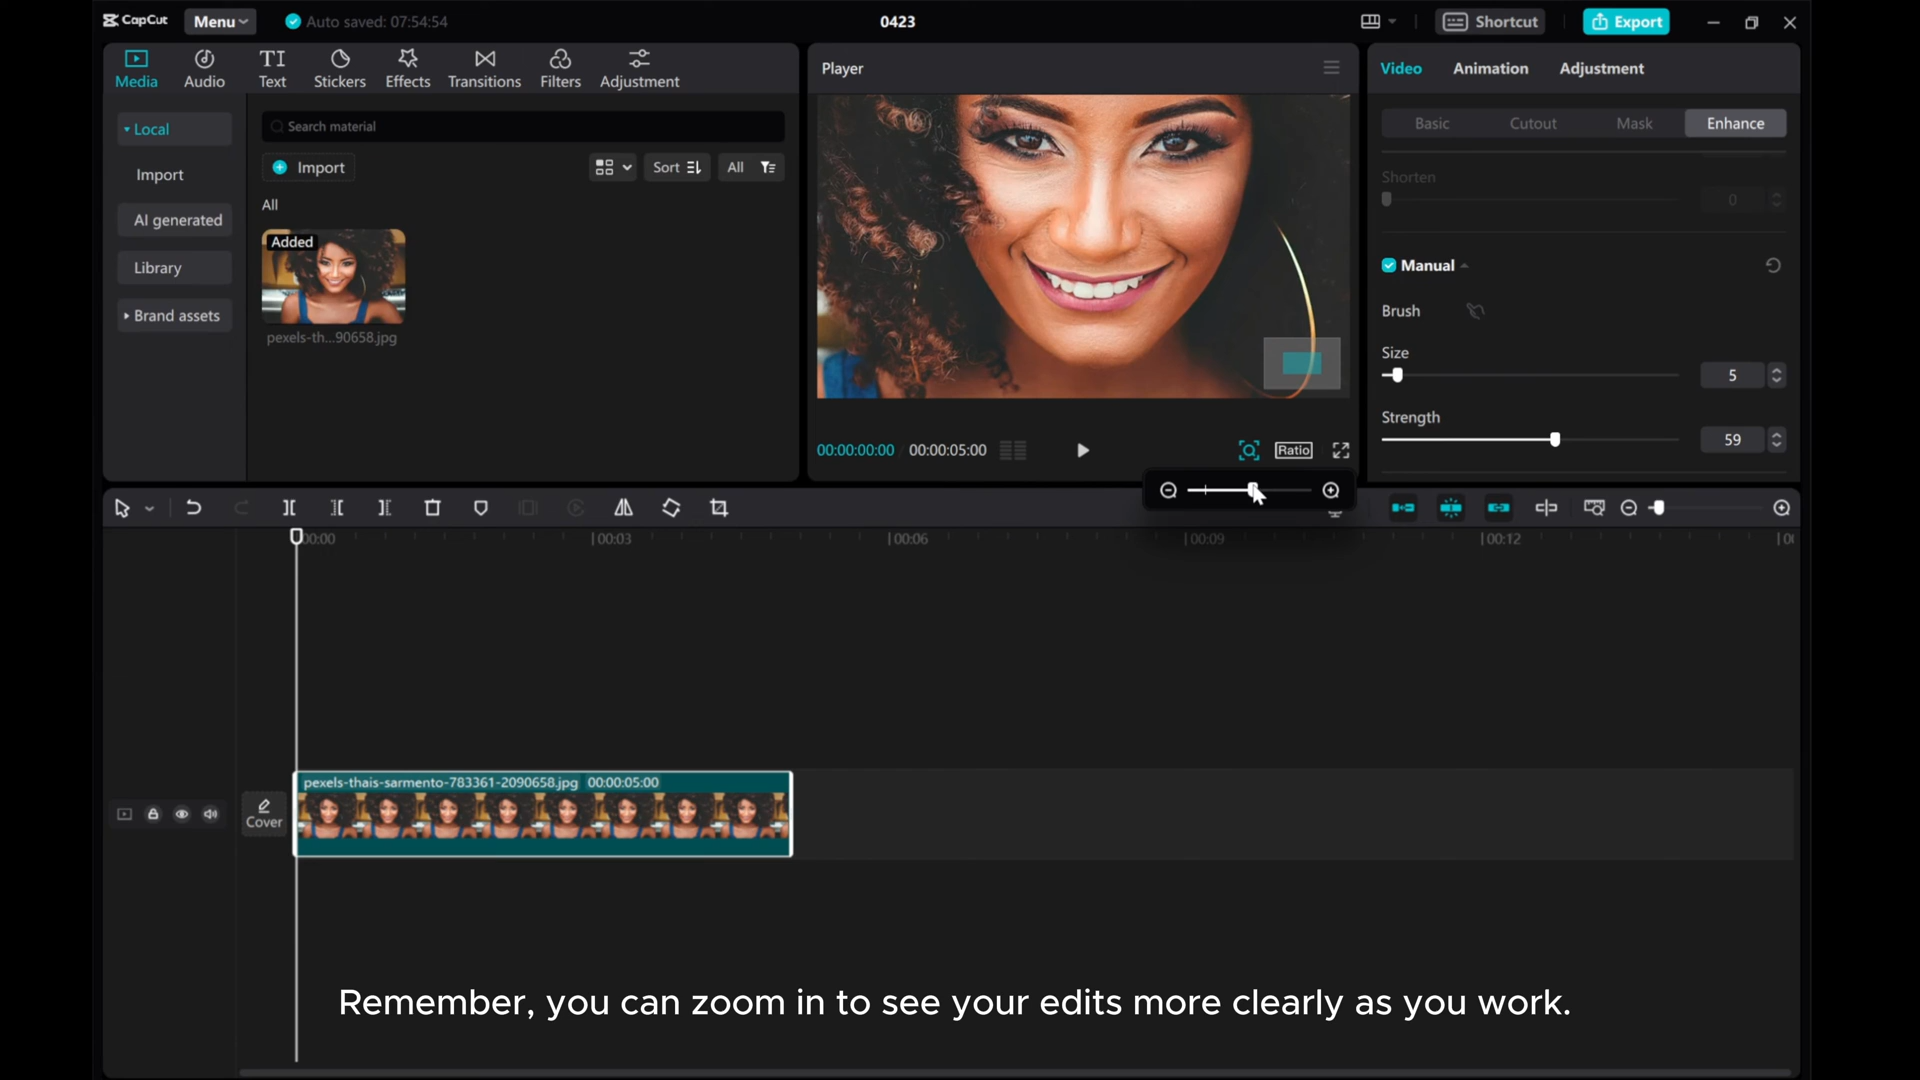 CapCut
Menu
Auto saved: 07:54:54
0423
Shortcut
Export
Media
Audio
TI
Text
Stickers
Effects
Transitions
Filters
Adjustment
Player
Video
Animation
Adjustment
Local
Import
AI generated
Library
Brand assets
Search material
Import
Sort
All
All
Added
pexels-th...90658.jpg
00:00:00:00
00:00:05:00
Ratio
Basic
Cutout
Mask
Enhance
Shorten
0
Manual
Brush
Size
5
Strength
59
00:00
00:03
00:06
00:09
00:12
Cover
pexels-thais-sarmento-783361-2090658.jpg 00:00:05:00
Remember, you can zoom in to see your edits more clearly as you work.